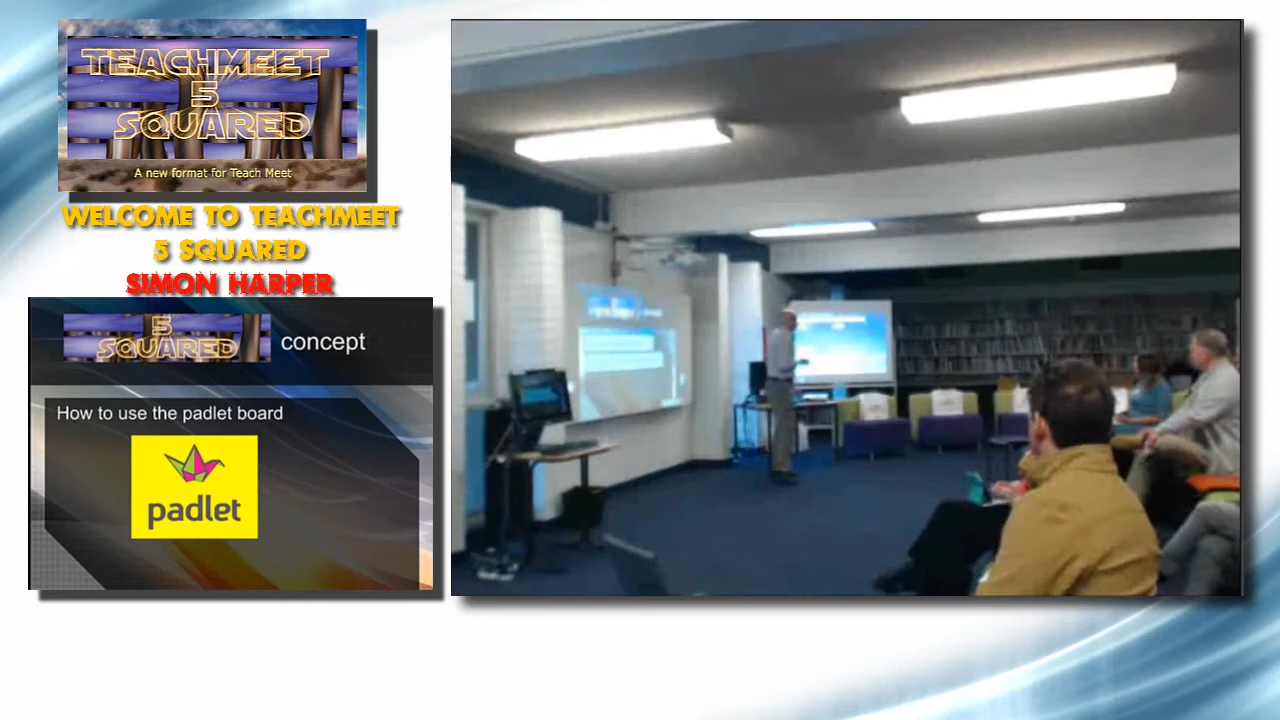 TEACHMEET
5
SQUARED
A new format for Teach Meet
WELCOME TO TEACHMEET
5 SQUARED
SIMON HARPER
5
SQUARED
concept
How to use the padlet board
padlet